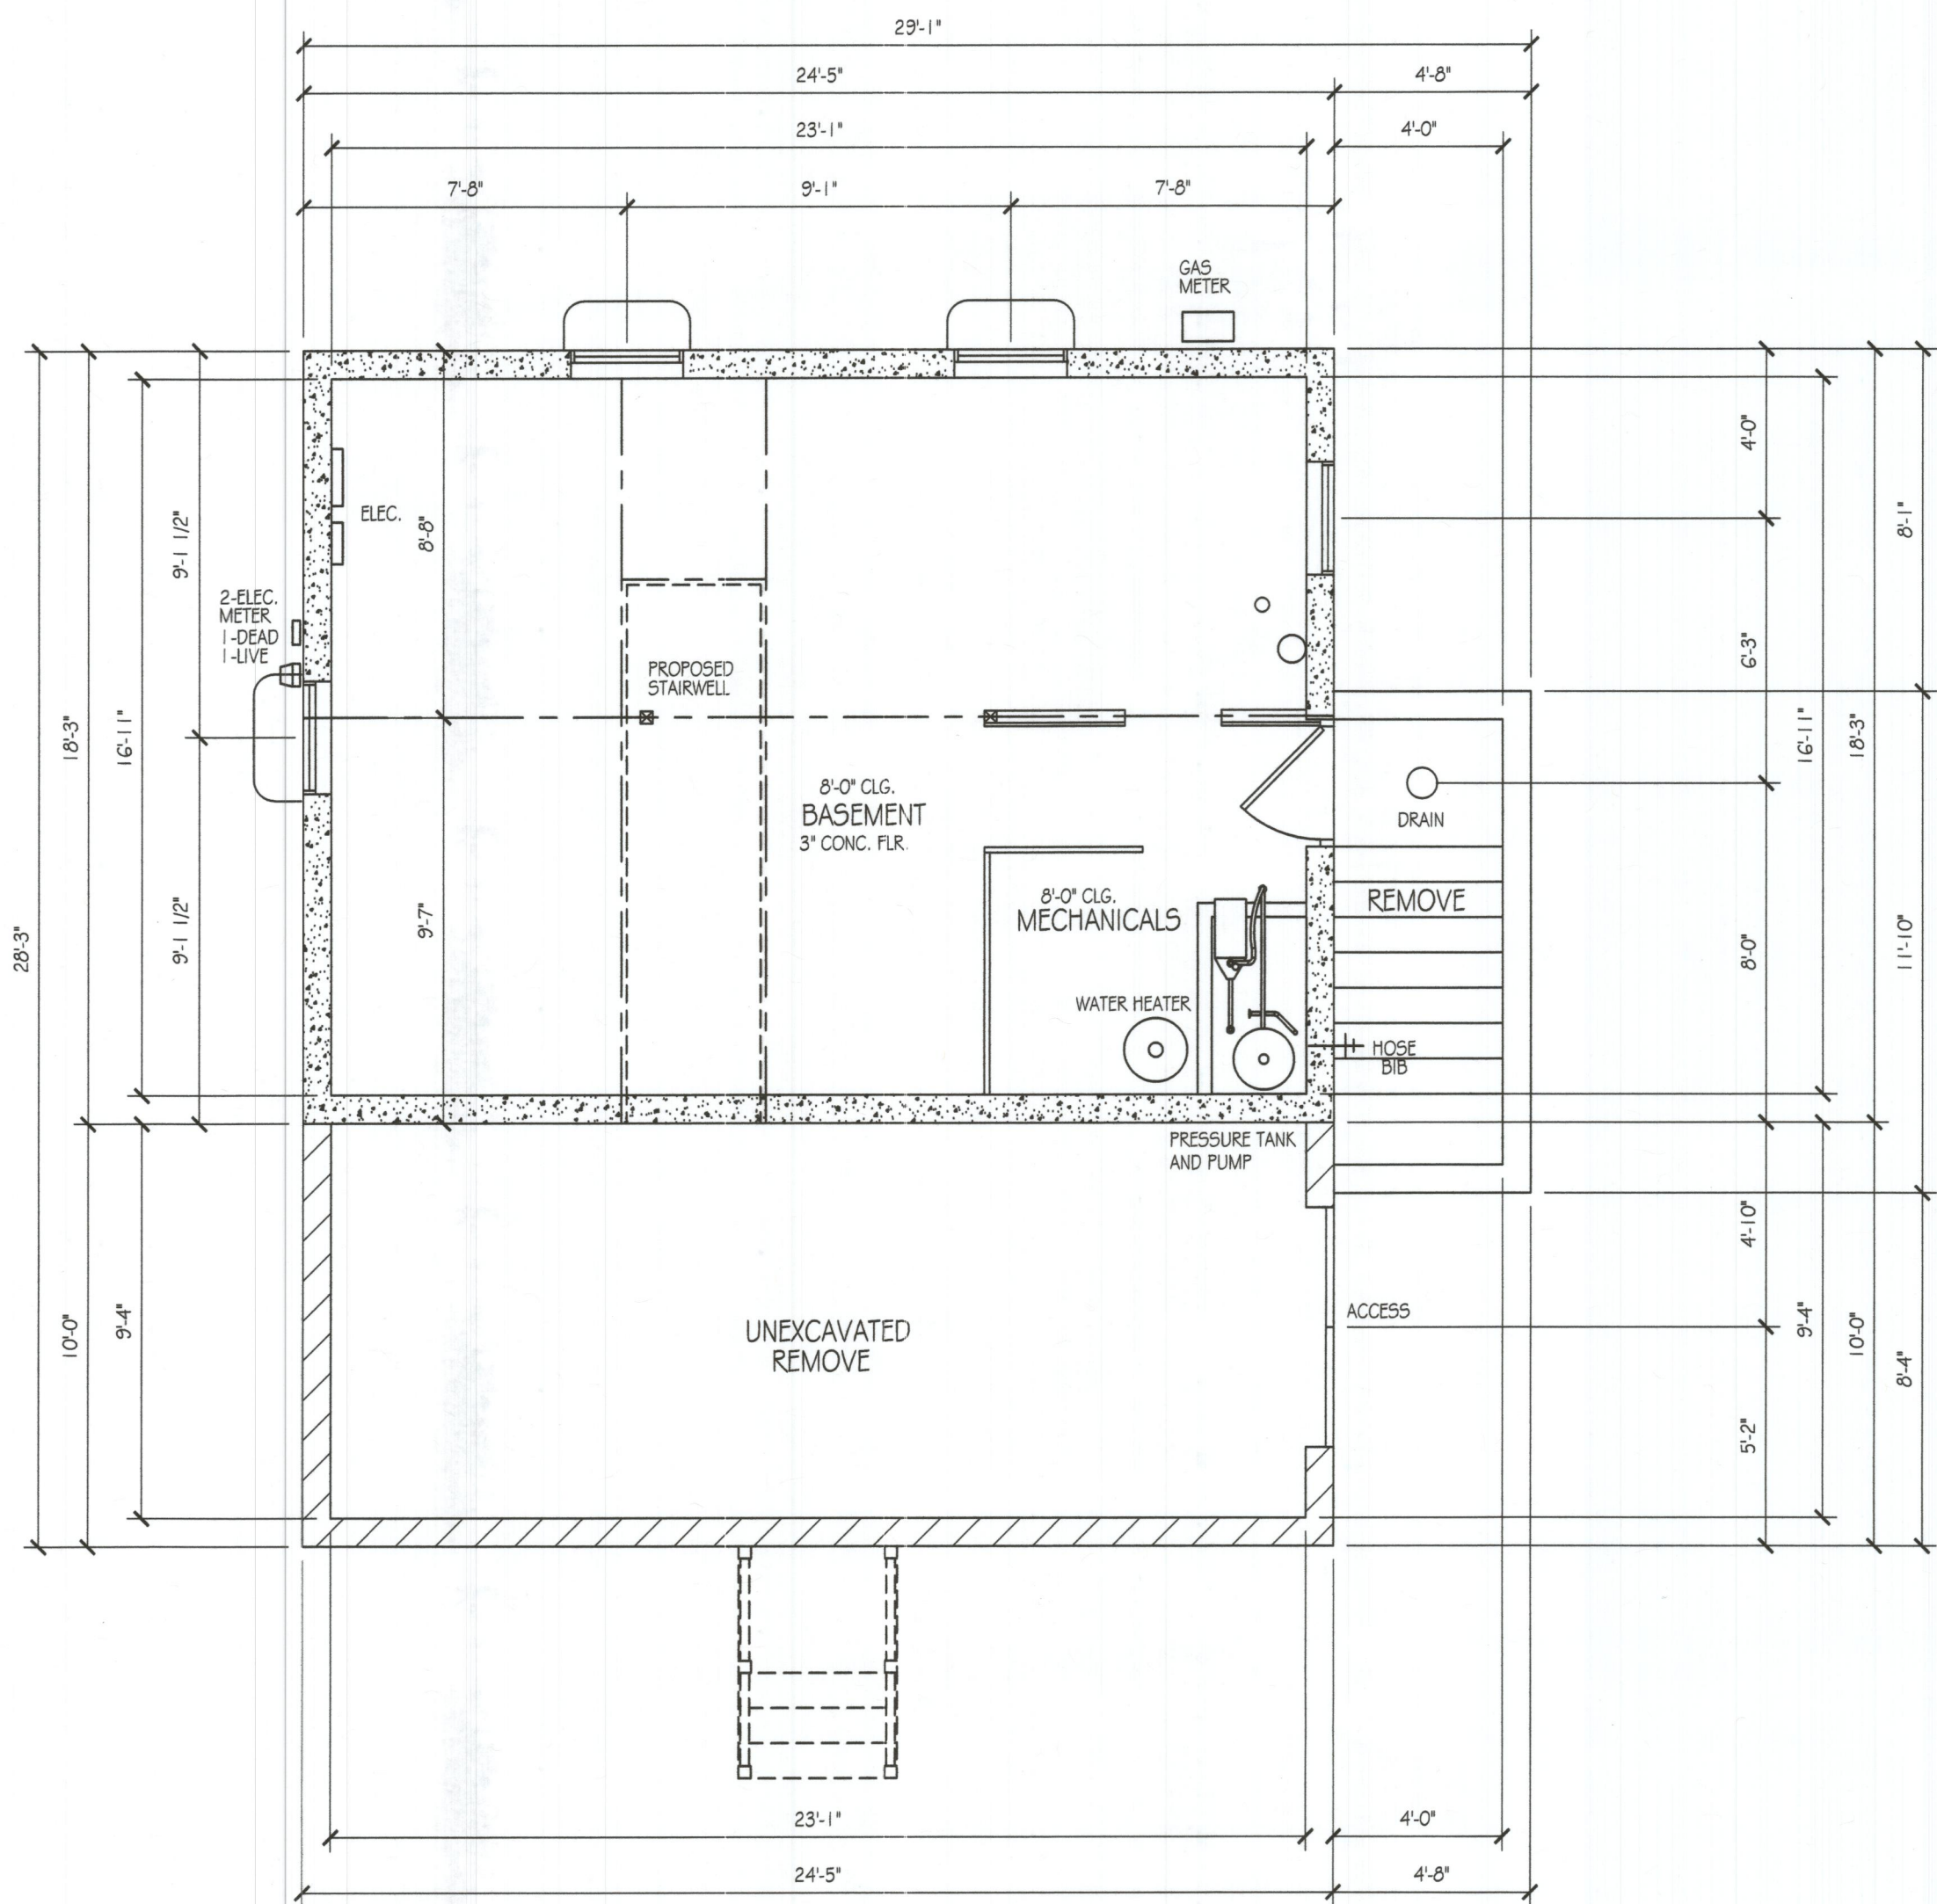 29'-1"
24'-5"
4'-8"
23'-1"
4'-0"
7'-8"
9'-1"
7'-8"
GAS
METER
ELEC.
8'-8"
9'-1 1/2"
4'-0"
8'-1"
2-ELEC.
METER
1-DEAD
1-LIVE
PROPOSED
STAIRWELL
6'-3"
18'-3"
16'-11"
16'-11"
18'-3"
8'-0" CLG.
BASEMENT
3" CONC. FLR.
DRAIN
28'-3"
9'-1 1/2"
9'-7"
8'-0" CLG.
MECHANICALS
REMOVE
8'-0"
11'-10"
WATER HEATER
HOSE
BIB
PRESSURE TANK
AND PUMP
4'-10"
10'-0"
9'-4"
UNEXCAVATED
REMOVE
ACCESS
9'-4"
10'-0"
8'-4"
5'-2"
23'-1"
4'-0"
24'-5"
4'-8"